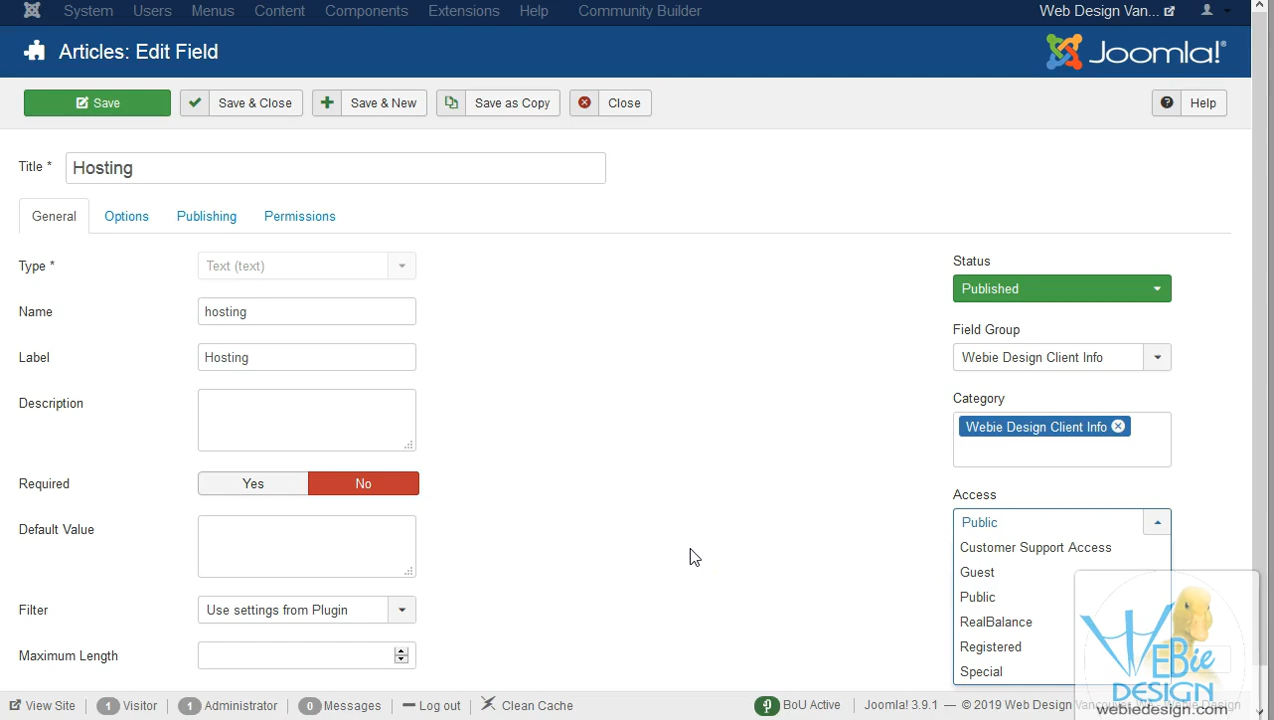 System Users Menus Content Components Extensions Help Community Builder Web Design Van...
Articles: Edit Field
Joomla!®
Save Save & Close Save & New Save as Copy Close Help
Title * Hosting
General Options Publishing Permissions
Type * Text (text)
Name hosting
Label Hosting
Description
Required Yes No
Default Value
Filter Use settings from Plugin
Maximum Length
Status
Published
Field Group
Webie Design Client Info
Category
Webie Design Client Info
Access
Public
Customer Support Access
Guest
Public
RealBalance
Registered
Special
WEBie
DESIGN
webiedesign.com
View Site 1 Visitor 1 Administrator 0 Messages Logout Clean Cache BoU Active Joomla! 3.9.1 — © 2019 Web Design Vancouver